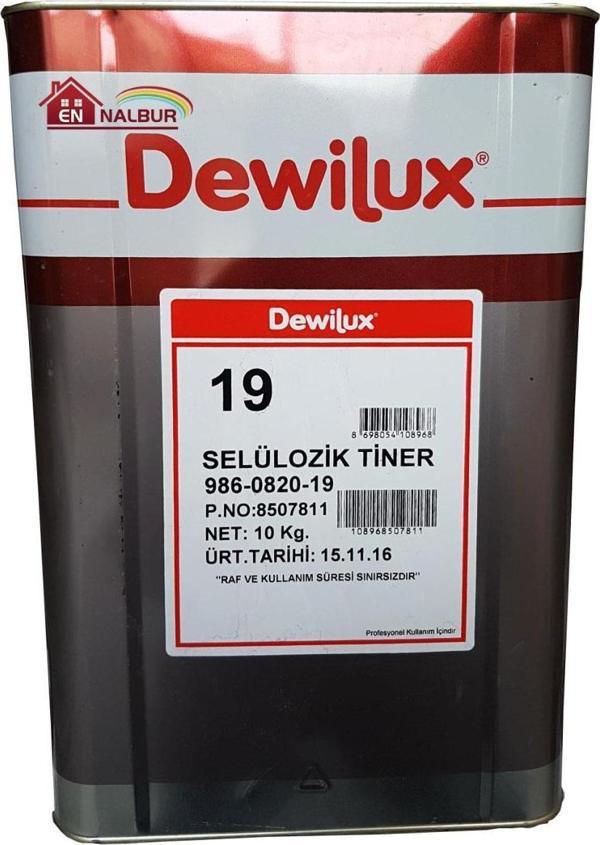 EN NALBUR
Dewilux®
Dewilux®
19
8 698054 108968
SELÜLOZİK TİNER
986-0820-19
P.NO:8507811
108968507811
NET: 10 Kg.
ÜRT.TARİHİ: 15.11.16
"RAF VE KULLANIM SÜRESİ SINIRSIZDIR"
Profesyonel Kullanım İçindir